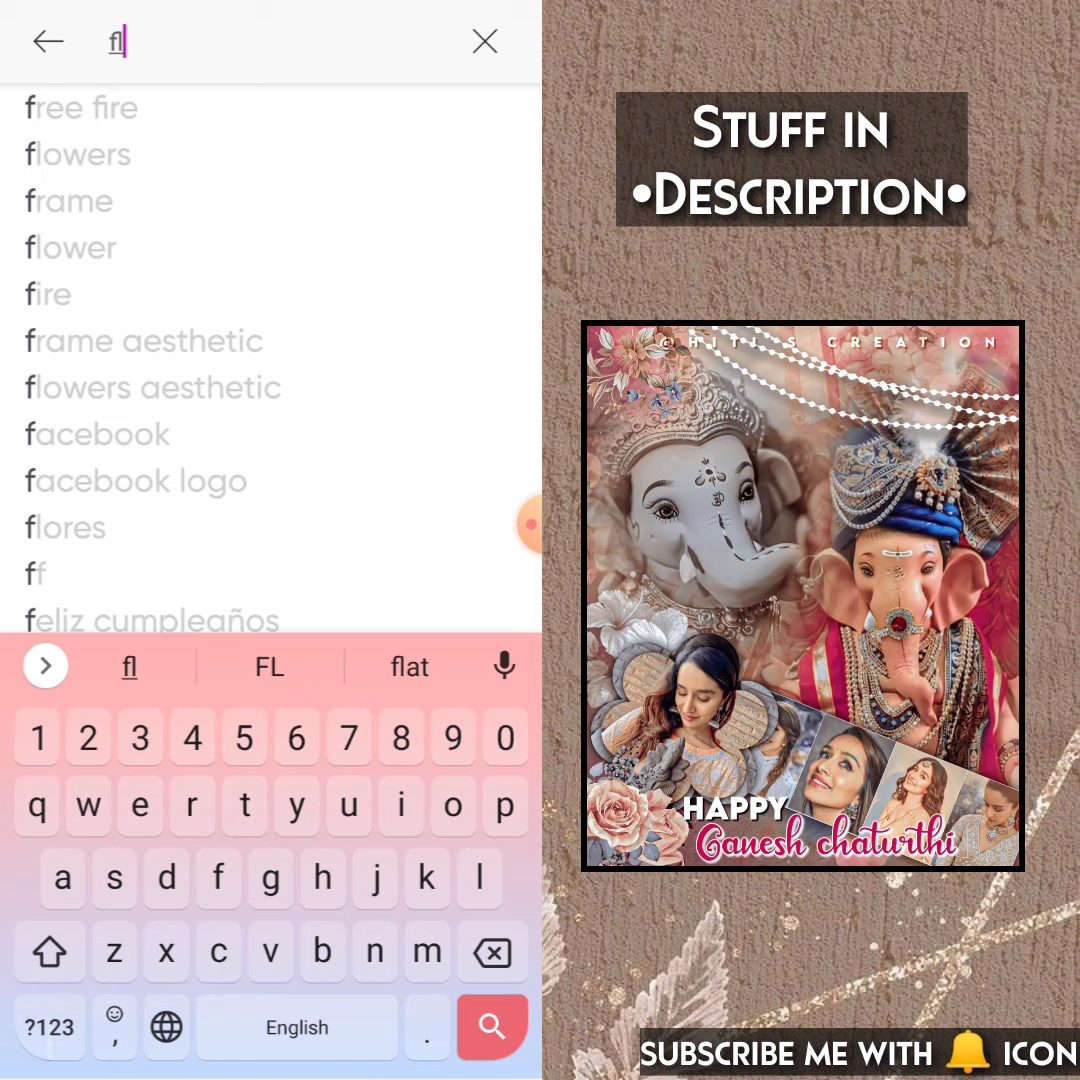 fl
free fire
flowers
frame
flower
fire
frame aesthetic
flowers aesthetic
facebook
facebook logo
flores
ff
feliz cumpleaños
fl FL flat
1 2 3 4 5 6 7 8 9 0
q w e r t y u i o p
a s d f g h j k l
z x c v b n m
?123 , English .
STUFF IN
•DESCRIPTION•
CREATION
ॐ
ॐ
HAPPY
Ganesh chaturthi
SUBSCRIBE ME WITH 🔔 ICON